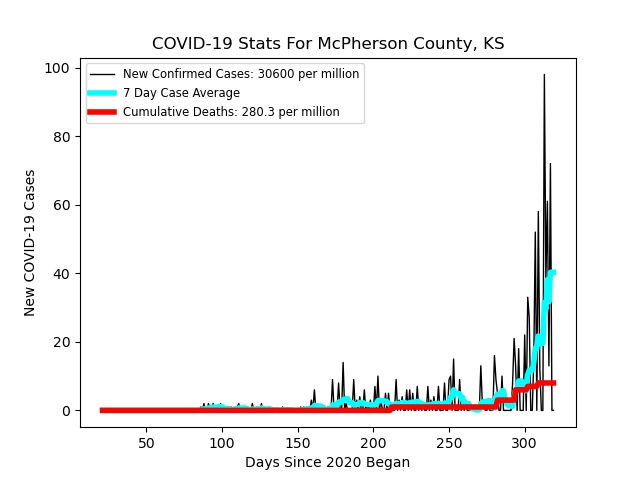 COVID-19 Stats For McPherson County, KS
New Confirmed Cases: 30600 per million
7 Day Case Average
Cumulative Deaths: 280.3 per million
100
80
60
40
20
0
New COVID-19 Cases
50 100 150 200 250 300
Days Since 2020 Began